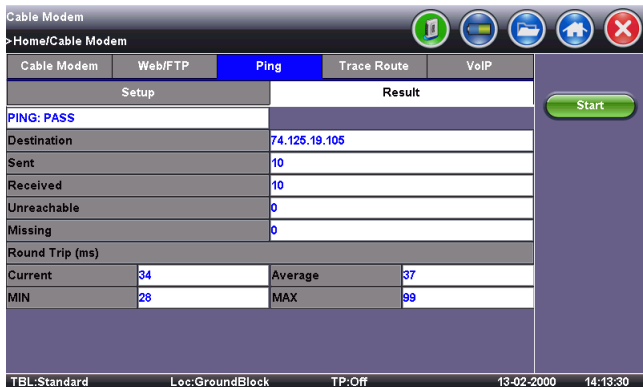 Cable Modem
>Home/Cable Modem
Cable Modem Web/FTP Ping Trace Route VoIP
Setup Result
Start
PING: PASS
Destination 74.125.19.105
Sent 10
Received 10
Unreachable 0
Missing 0
Round Trip (ms)
Current 34 Average 37
MIN 28 MAX 99
TBL:Standard Loc:GroundBlock TP:Off 13-02-2000 14:13:30